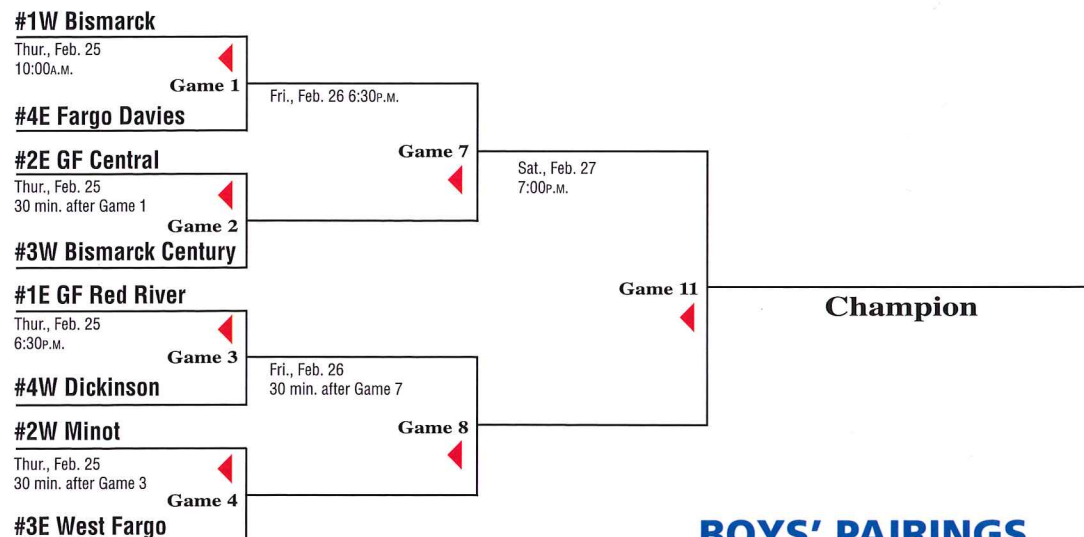 #1W Bismarck
Thur., Feb. 25
10:00A.M.
Game 1
#4E Fargo Davies
Fri., Feb. 26 6:30P.M.
#2E GF Central
Thur., Feb. 25
30 min. after Game 1
Game 2
#3W Bismarck Century
Game 7
Sat., Feb. 27
7:00P.M.
#1E GF Red River
Thur., Feb. 25
6:30P.M.
Game 3
#4W Dickinson
Fri., Feb. 26
30 min. after Game 7
#2W Minot
Thur., Feb. 25
30 min. after Game 3
Game 4
#3E West Fargo
Game 8
Game 11
Champion
BOYS' PAIRINGS